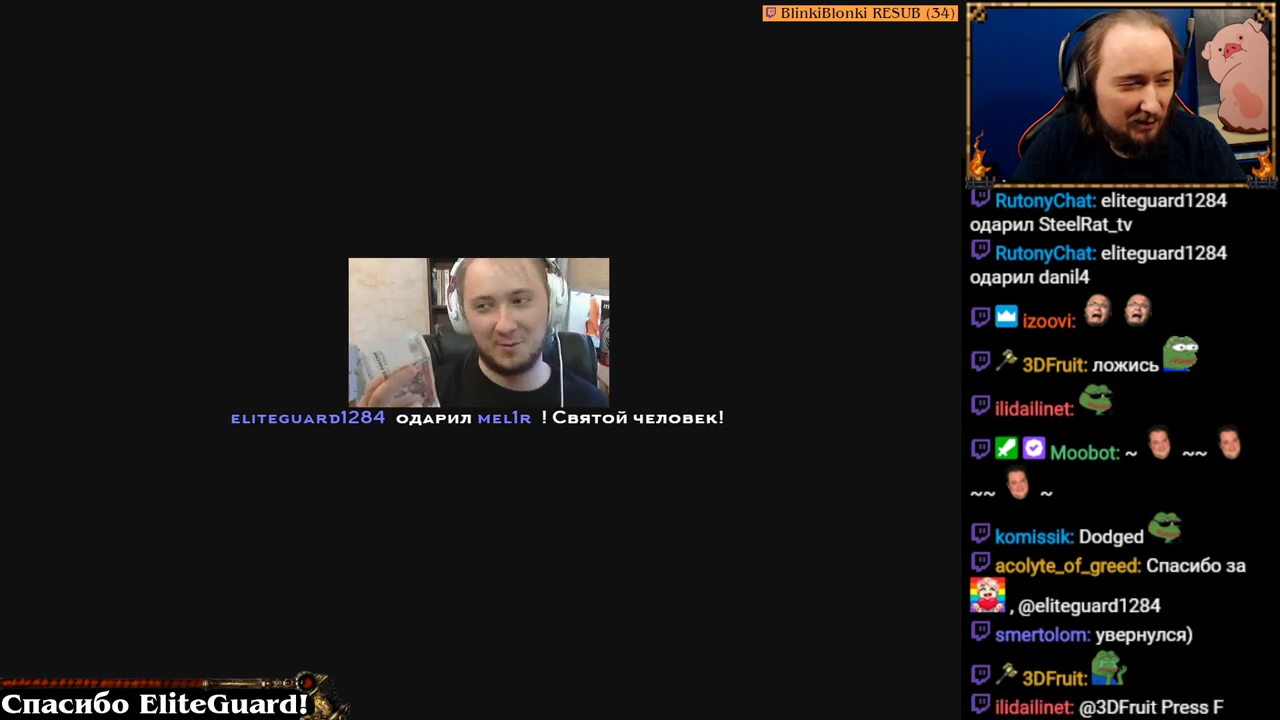 BlinkiBlonki RESUB (34)
RutonyChat: eliteguard1284
одарил SteelRat_tv
RutonyChat: eliteguard1284
одарил danil4
izoovi:
3DFruit: ложись
ilidailinet:
Moobot: ~ ~~
~~ ~
komissik: Dodged
acolyte_of_greed: Спасибо за
, @eliteguard1284
smertolom: увернулся)
3DFruit:
ilidailinet: @3DFruit Press F
eliteguard1284 одарил mel1r ! Святой человек!
Спасибо EliteGuard!